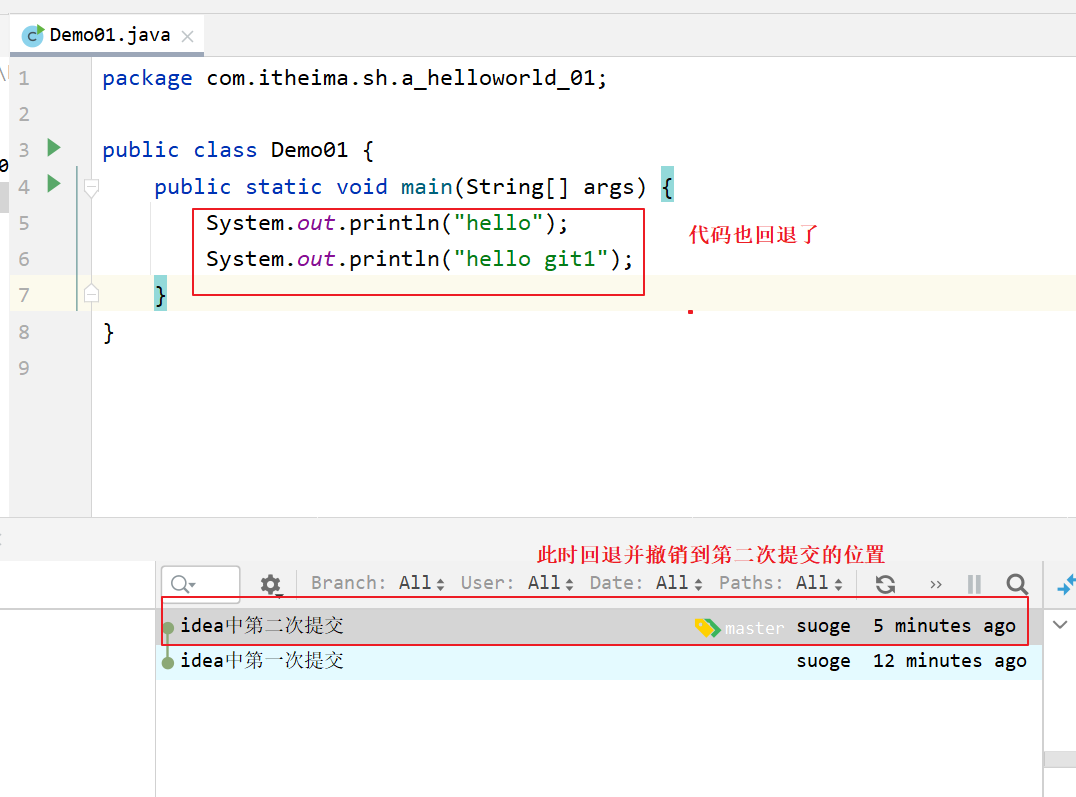 Demo01.java
1 package com.itheima.sh.a_helloworld_01;
2
3 public class Demo01 {
4 public static void main(String[] args) {
5 System.out.println("hello");
代码也回退了
6 System.out.println("hello git1");
7 }
8 }
9
此时回退并撤销到第二次提交的位置
Branch: All User: All Date: All Paths: All
idea中第二次提交 master suoge 5 minutes ago
idea中第一次提交 suoge 12 minutes ago